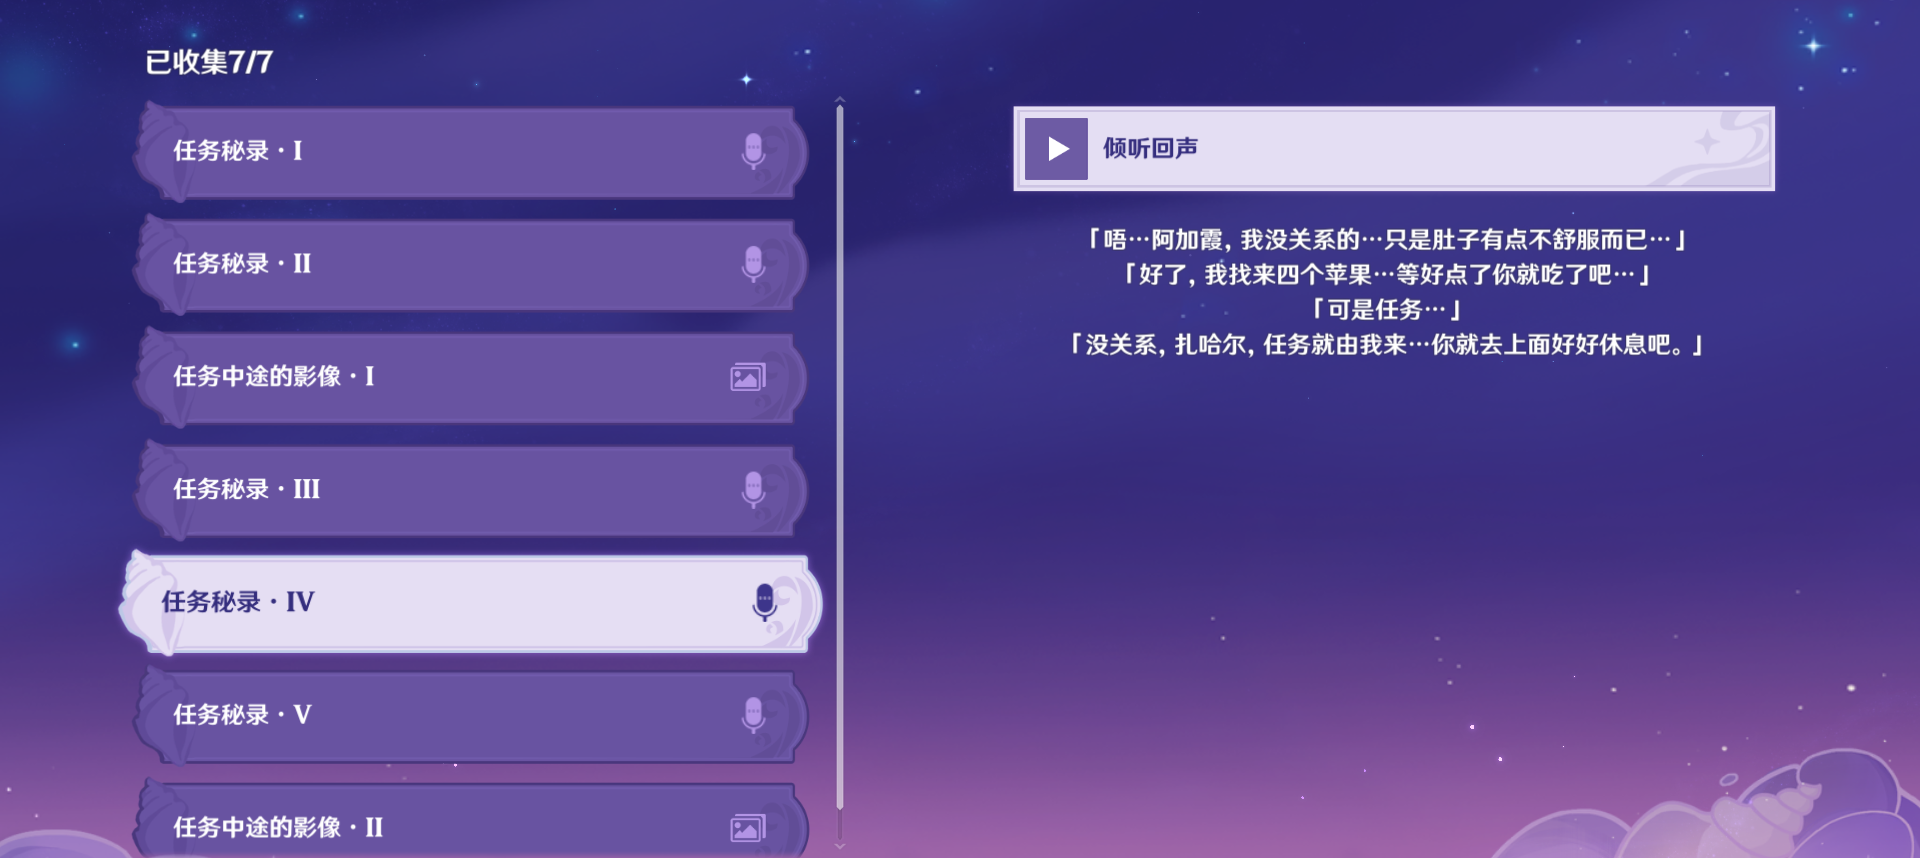 已收集7/7
任务秘录·I
任务秘录·II
任务中途的影像·I
任务秘录·III
任务秘录·IV
任务秘录·V
任务中途的影像·II
倾听回声
「唔…阿加霞，我没关系的…只是肚子有点不舒服而已…」
「好了，我找来四个苹果…等好点了你就吃了吧…」
「可是任务…」
「没关系，扎哈尔，任务就由我来…你就去上面好好休息吧。」